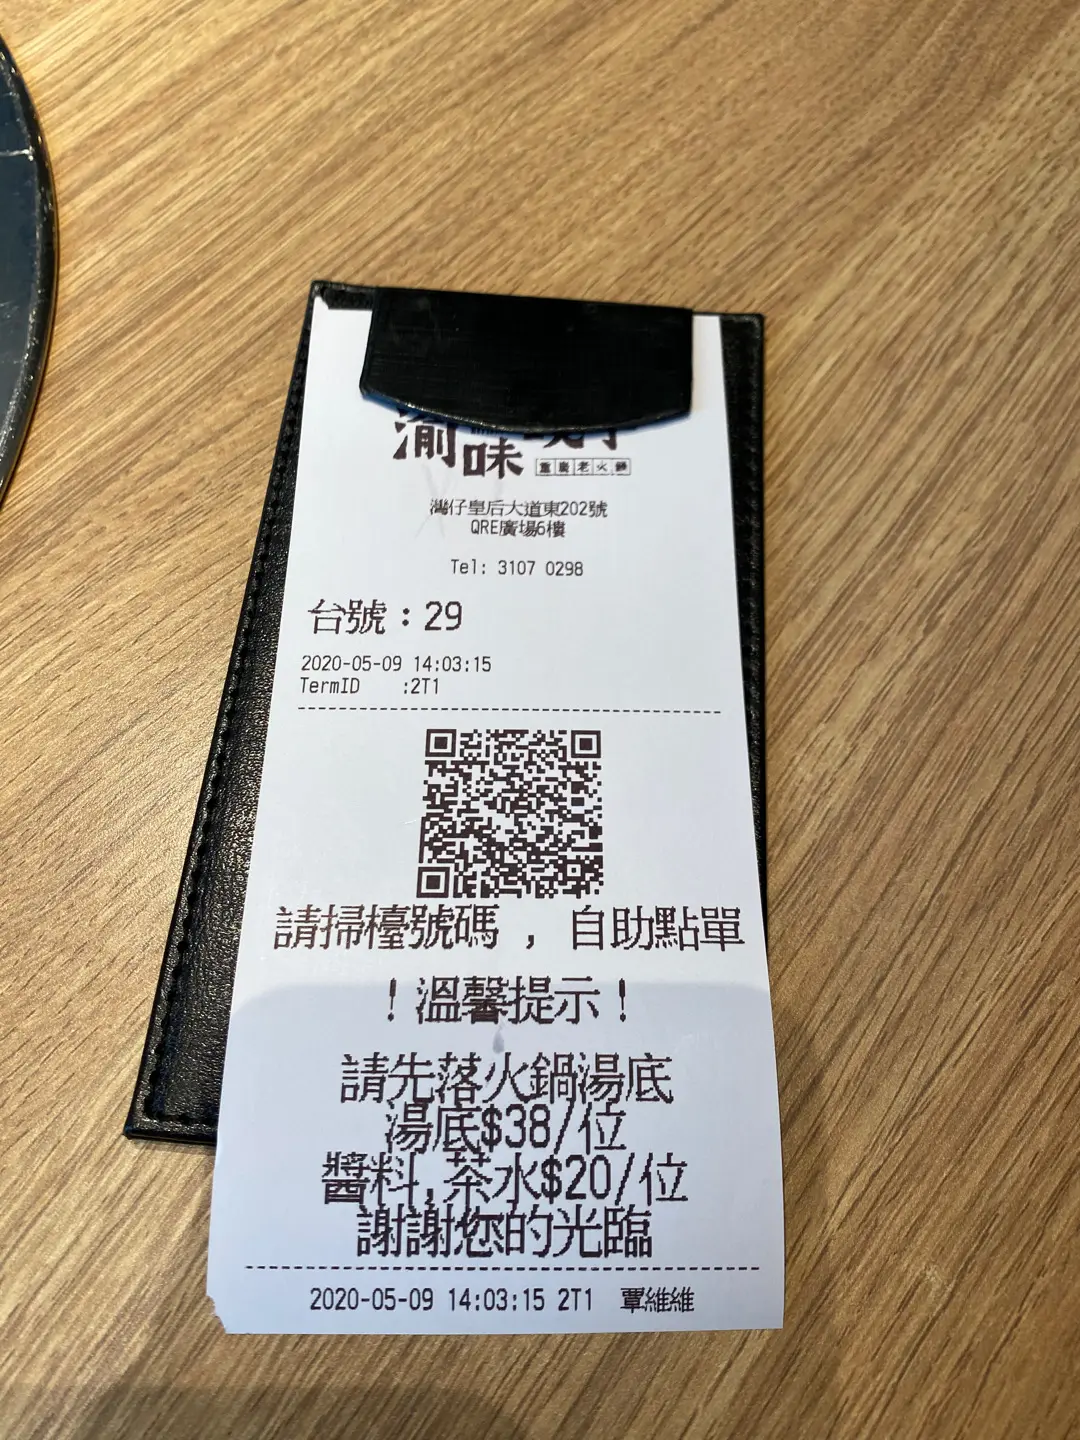 渝味
重慶老火鍋
灣仔皇后大道東202號
QRE廣場6樓
Tel: 3107 0298
台號：29
2020-05-09 14:03:15
TermID :2T1
請掃檯號碼 , 自助點單
！溫馨提示！
請先落火鍋湯底
湯底$38/位
醬料,茶水$20/位
謝謝您的光臨
2020-05-09 14:03:15 2T1 覃維維